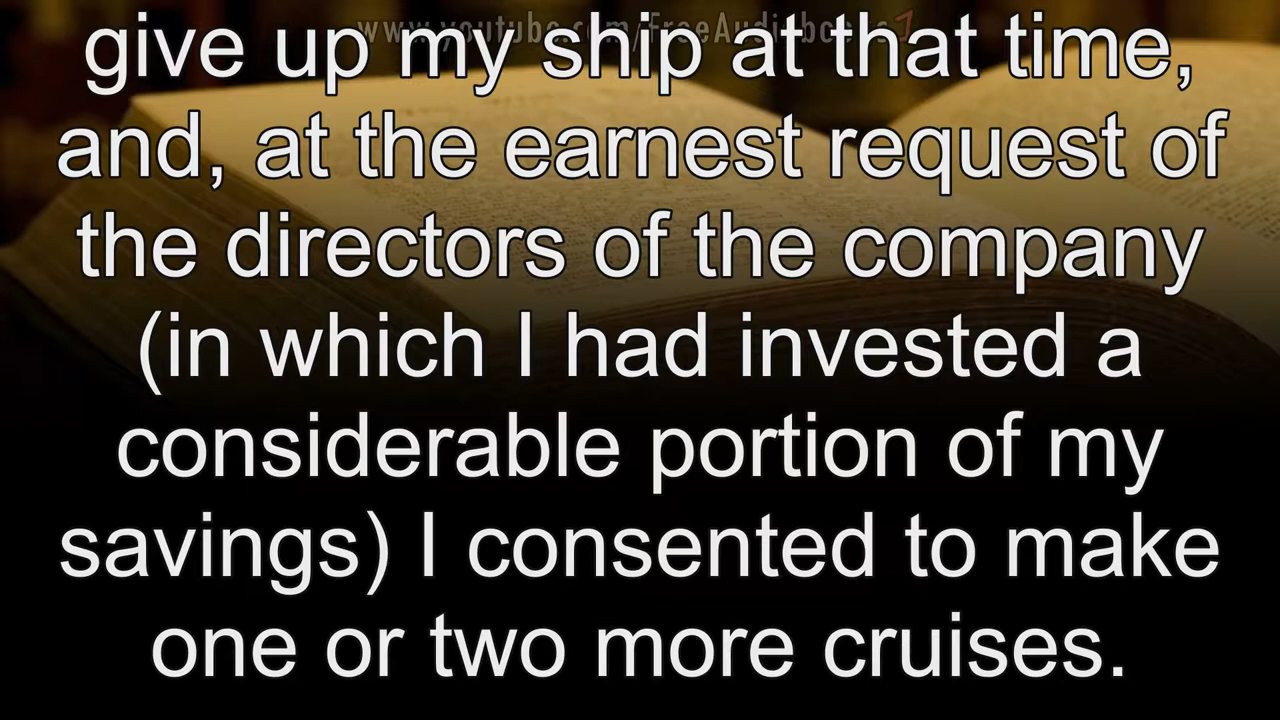 www.youtube.com/FreeAudiobooks
give up my ship at that time,
and, at the earnest request of
the directors of the company
(in which I had invested a
considerable portion of my
savings) I consented to make
one or two more cruises.